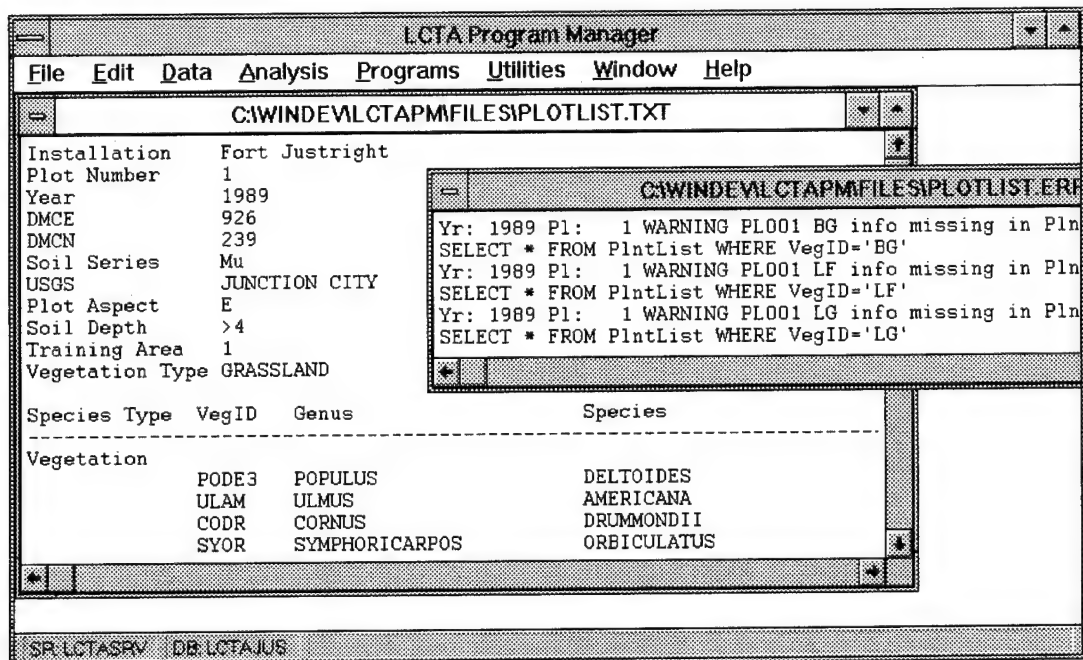 LCTA Program Manager
File Edit Data Analysis Programs Utilities Window Help
C:\WINDEV\LCTAPM\FILES\PLOTLIST.TXT
Installation Fort Justright
Plot Number 1
Year 1989
DMCE 926
DMCN 239
Soil Series Mu
USGS JUNCTION CITY
Plot Aspect E
Soil Depth >4
Training Area 1
Vegetation Type GRASSLAND
Species Type VegID Genus Species
Vegetation
PODE3 POPULUS DELTOIDES
ULAM ULMUS AMERICANA
CODR CORNUS DRUMMONDII
SYOR SYMPHORICARPOS ORBICULATUS
C:\WINDEV\LCTAPM\FILES\PLOTLIST.ERR
Yr: 1989 Pl: 1 WARNING PL001 BG info missing in Pln
SELECT * FROM PlntList WHERE VegID='BG'
Yr: 1989 Pl: 1 WARNING PL001 LF info missing in Pln
SELECT * FROM PlntList WHERE VegID='LF'
Yr: 1989 Pl: 1 WARNING PL001 LG info missing in Pln
SELECT * FROM PlntList WHERE VegID='LG'
SR:LCTASRV DB:LCTAJUS